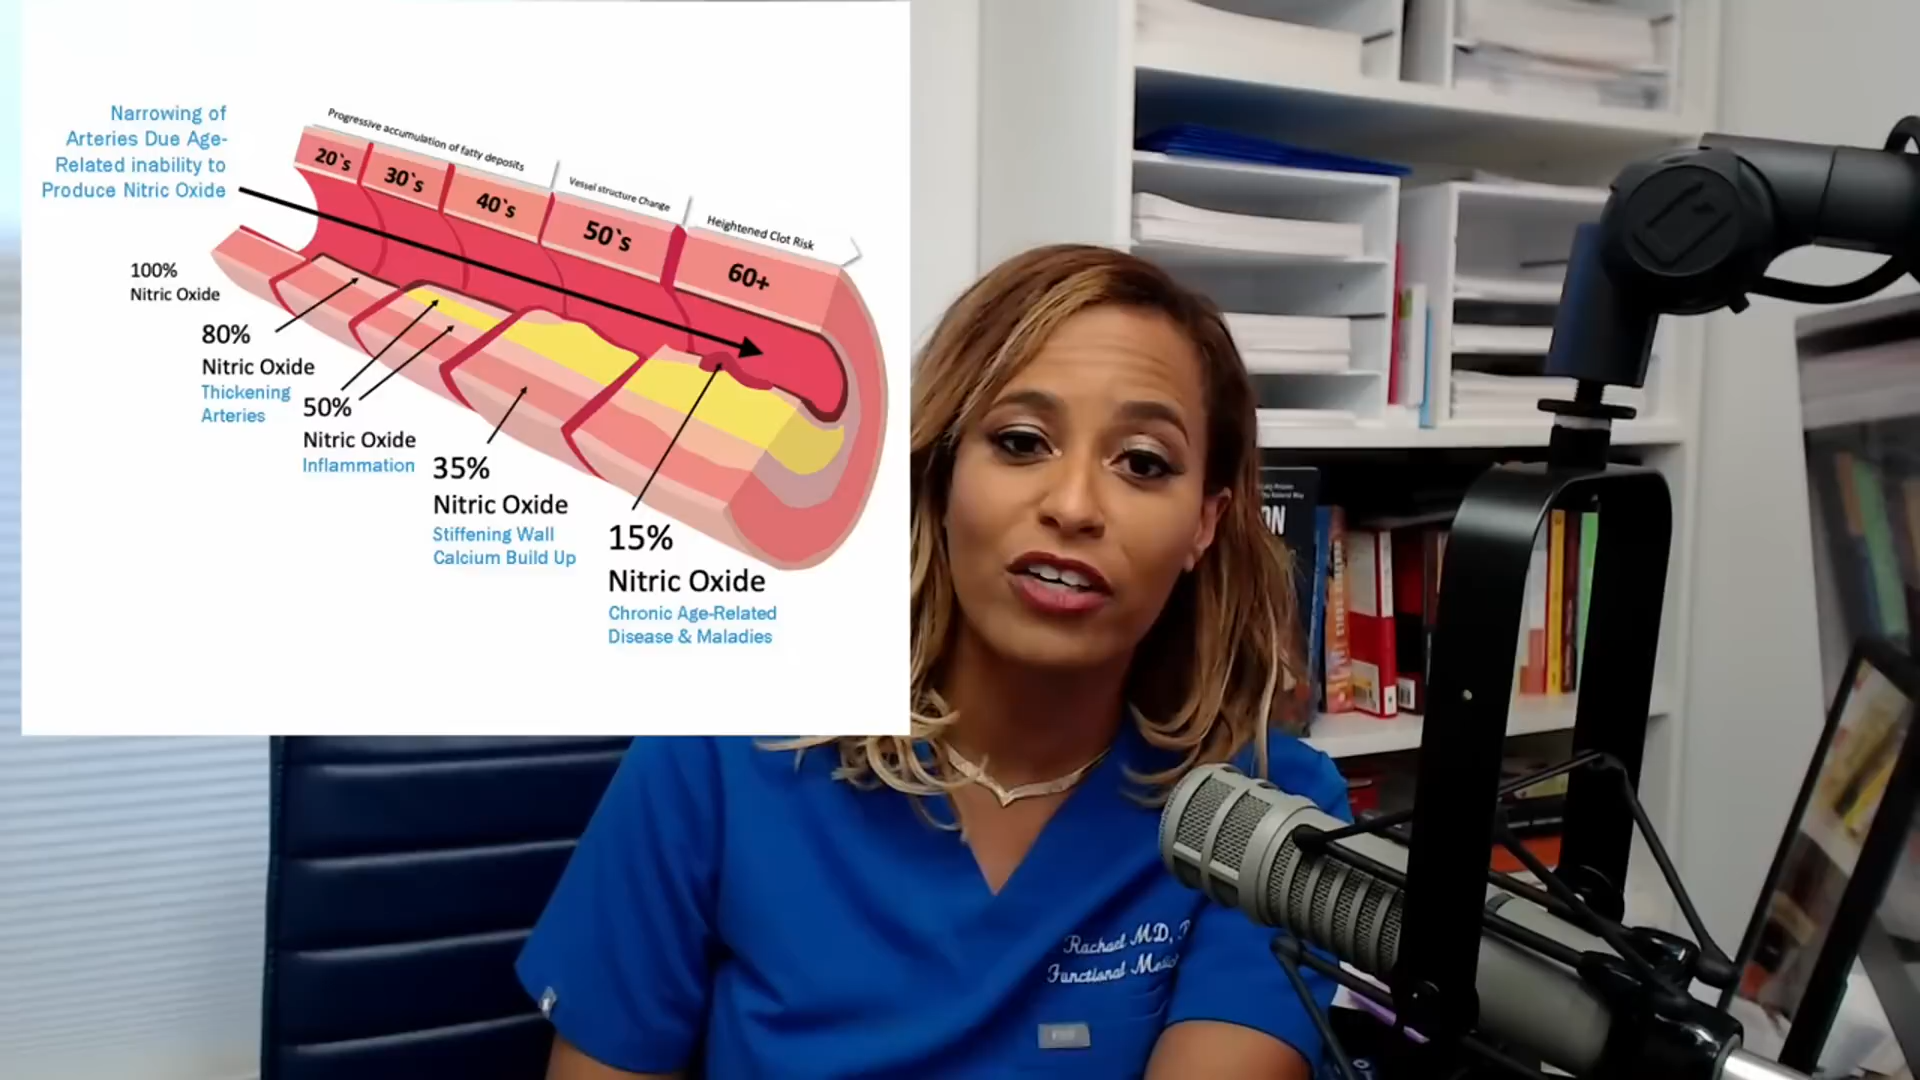 Narrowing of
Arteries Due Age-
Related inability to
Produce Nitric Oxide
Progressive accumulation of fatty deposits
Vessel structure Change
Heightened Clot Risk
20`s
30`s
40`s
50`s
60+
100%
Nitric Oxide
80%
Nitric Oxide
Thickening
Arteries
50%
Nitric Oxide
Inflammation
35%
Nitric Oxide
Stiffening Wall
Calcium Build Up
15%
Nitric Oxide
Chronic Age-Related
Disease & Maladies
Rachael MD,
Functional